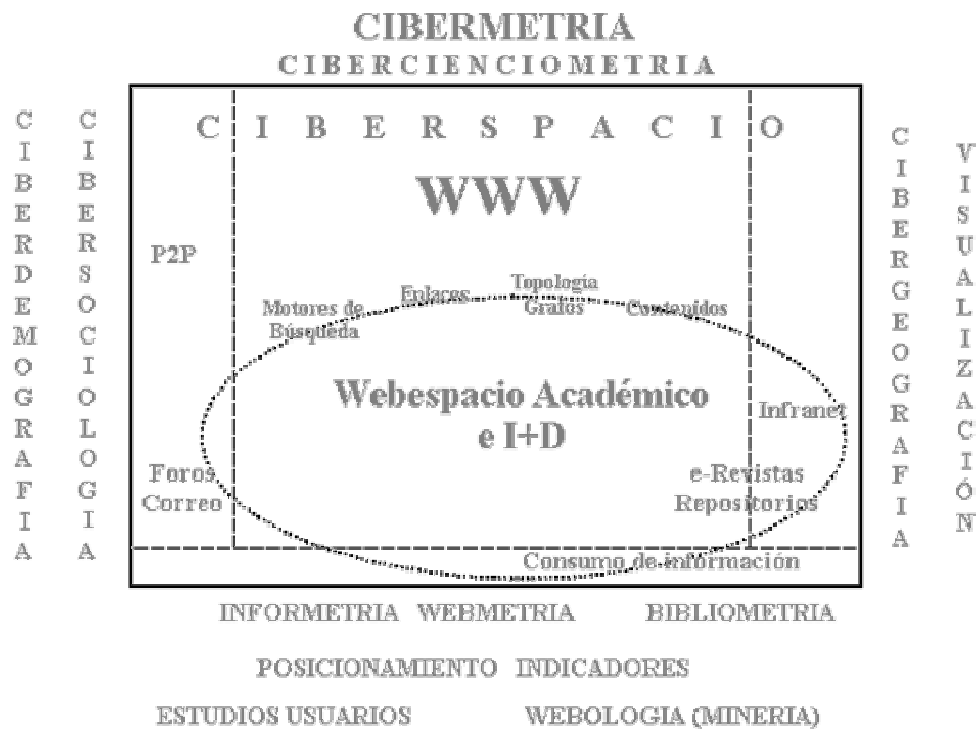 CIBERMETRIA
CIBERCIENCIOMETRIA
CIBERDEMOGRAFIA
CIBERSOCIOLOGIA
CIBERESPACIO
WWW
P2P
Motores de
Búsqueda
Enlaces
Topología
Grafos
Contenidos
Webespacio Académico
e I+D
Infranet
Foros
Correo
e-Revistas
Repositorios
Consumo de información
CIBERGEOGRAFIA
VISUALIZACIÓN
INFORMETRIA WEBMETRIA BIBLIOMETRIA
POSICIONAMIENTO INDICADORES
ESTUDIOS USUARIOS WEBOLOGIA (MINERIA)